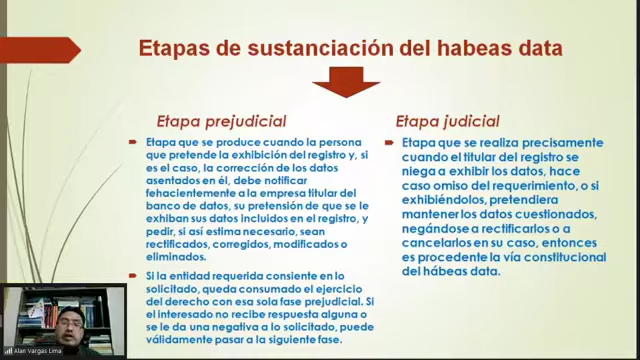 Etapas de sustanciación del habeas data
Etapa prejudicial
Etapa que se produce cuando la persona
que pretende la exhibición del registro y, si
es el caso, la corrección de los datos
asentados en él, debe notificar
fehacientemente a la empresa titular del
banco de datos, su pretensión de que se le
exhiban sus datos incluidos en el registro, y
pedir, si así estima necesario, sean
rectificados, corregidos, modificados o
eliminados.
Si la entidad requerida consiente en lo
solicitado, queda consumado el ejercicio
del derecho con esa sola fase prejudicial. Si
el interesado no recibe respuesta alguna o
se le da una negativa a lo solicitado, puede
válidamente pasar a la siguiente fase.
Etapa judicial
Etapa que se realiza precisamente
cuando el titular del registro se
niega a exhibir los datos, hace
caso omiso del requerimiento, o si
exhibiéndolos, pretendiera
mantener los datos cuestionados,
negándose a rectificarlos o a
cancelarlos en su caso, entonces
es procedente la vía constitucional
del hábeas data.
Alan Vargas Lima